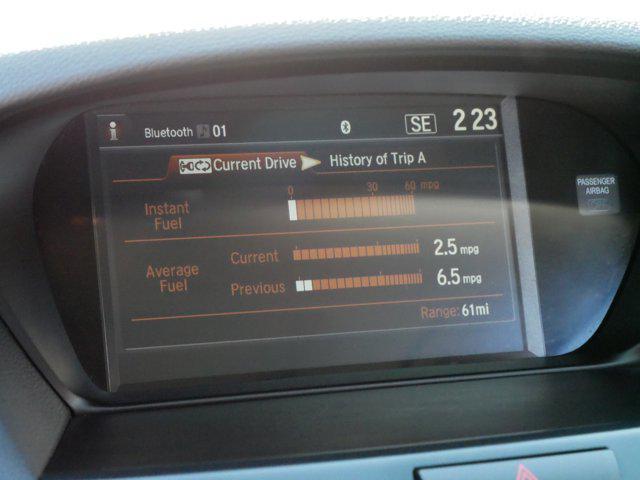 i Bluetooth 01 SE 2 23
Current Drive History of Trip A
0 30 60 mpg
Instant
Fuel
Current 2.5 mpg
Average
Fuel
Previous 6.5 mpg
Range: 61mi
PASSENGER
AIRBAG